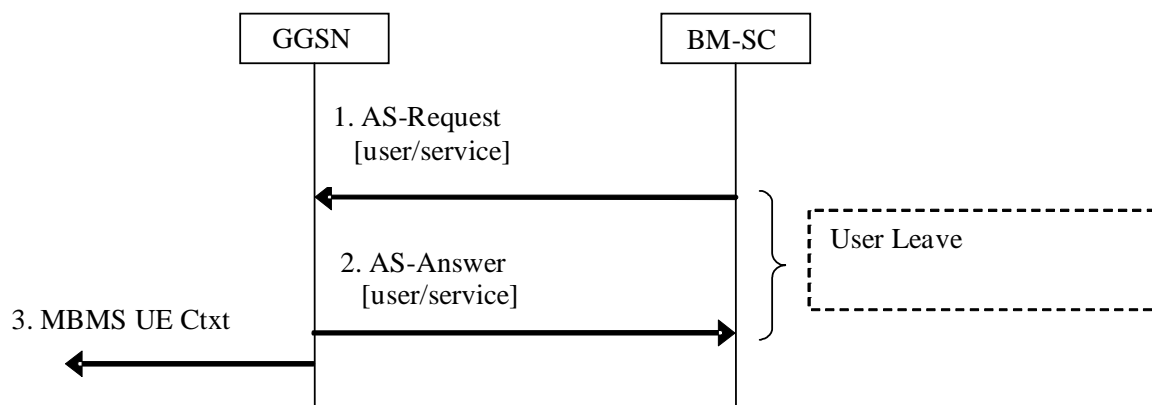 GGSN
BM-SC
1. AS-Request
[user/service]
User Leave
2. AS-Answer
[user/service]
3. MBMS UE Ctxt